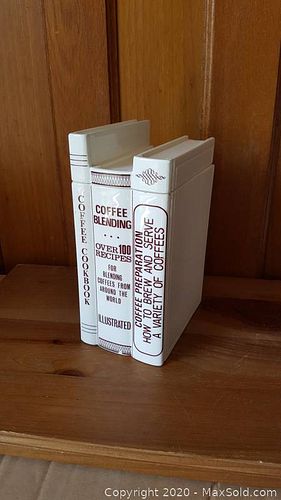 COFFEE COOKBOOK
COFFEE
BLENDING
...
OVER 100
RECIPES
FOR
BLENDING
COFFEES FROM
AROUND THE
WORLD
ILLUSTRATED
COFFEE PREPARATION
HOW TO BREW AND SERVE
A VARIETY OF COFFEES
Copyright 2020 - MaxSold.com